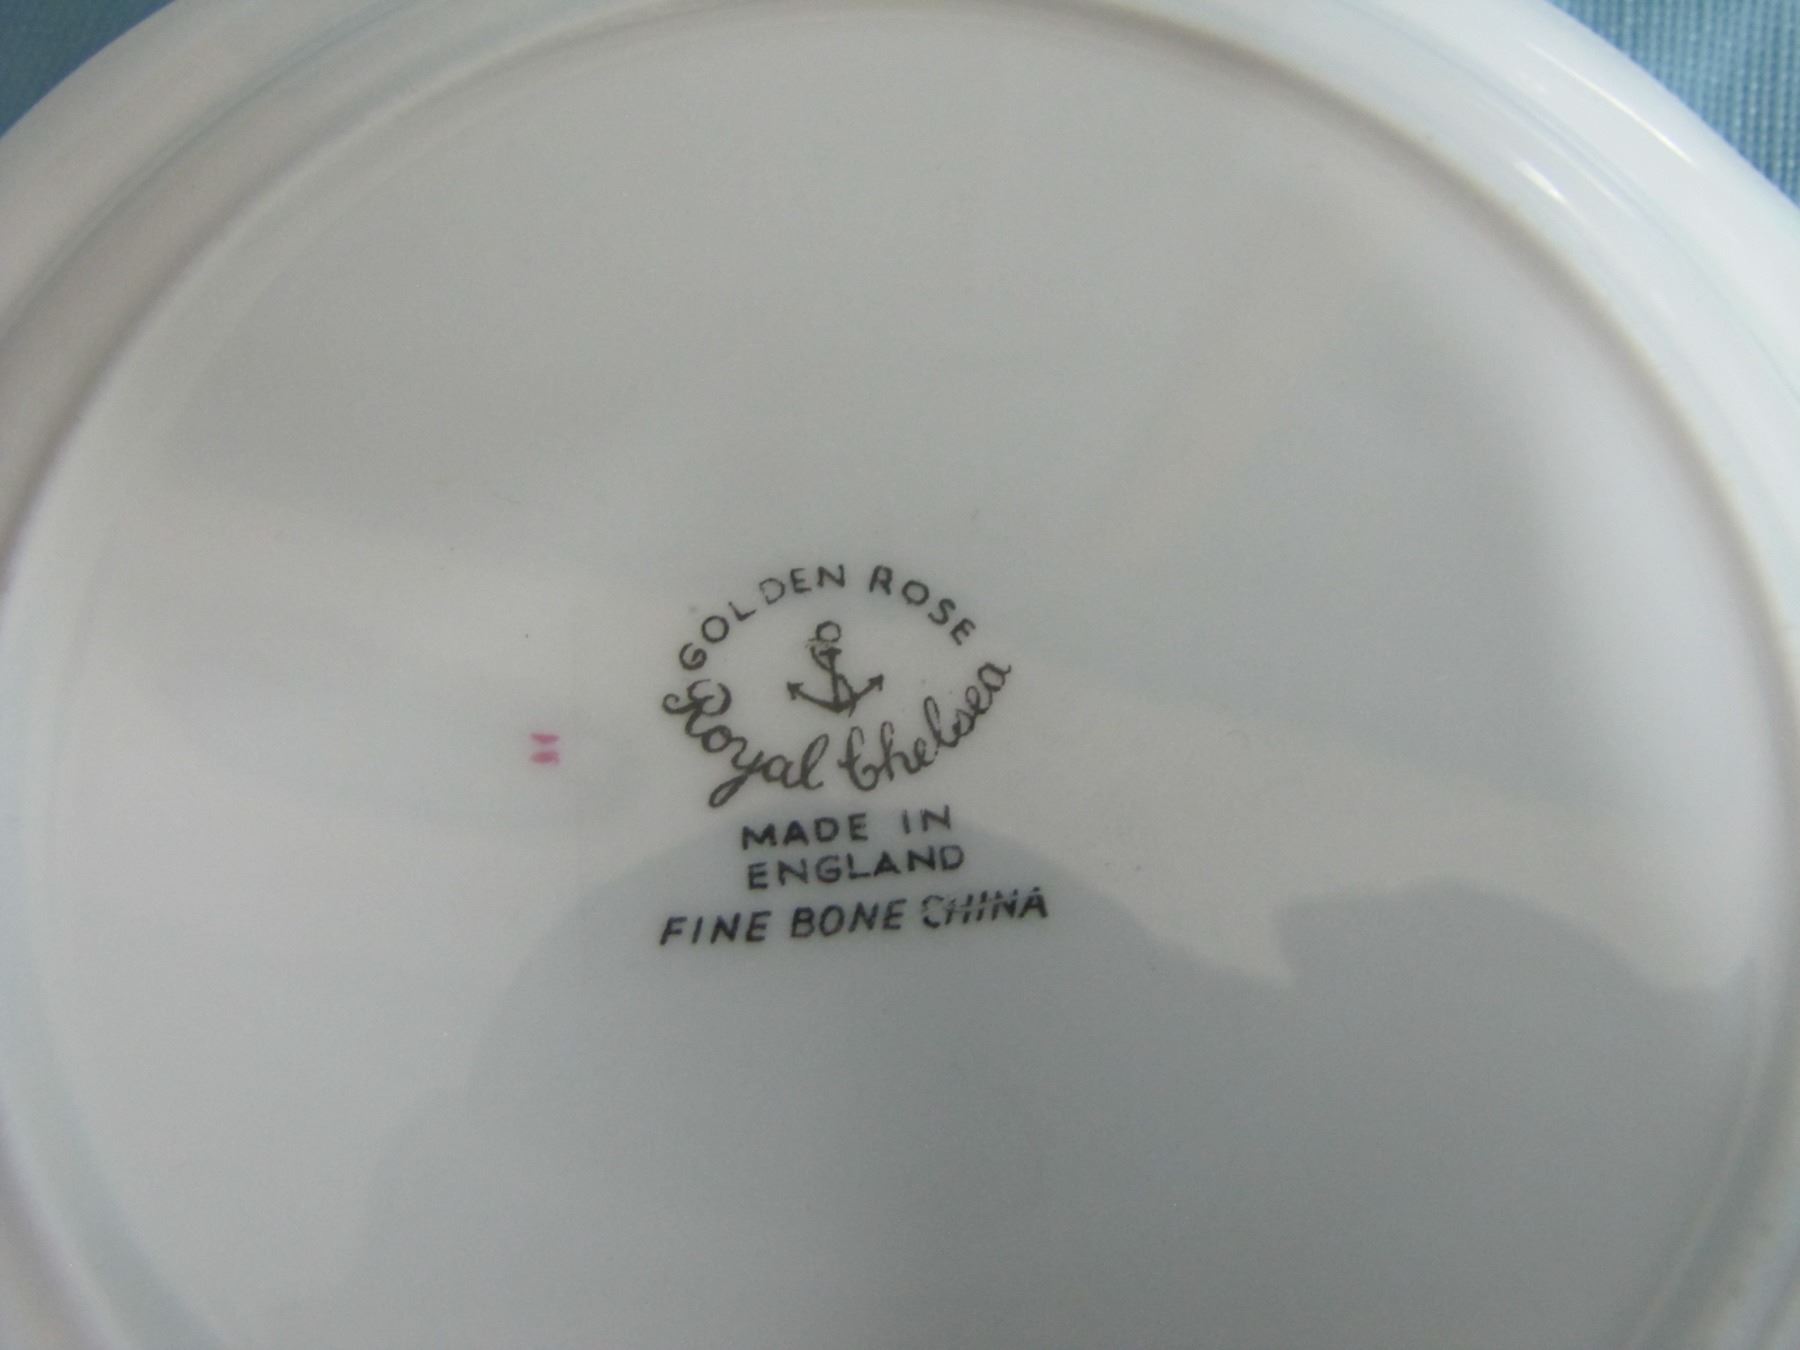 GOLDEN ROSE
Royal Chelsea
MADE IN
ENGLAND
FINE BONE CHINA